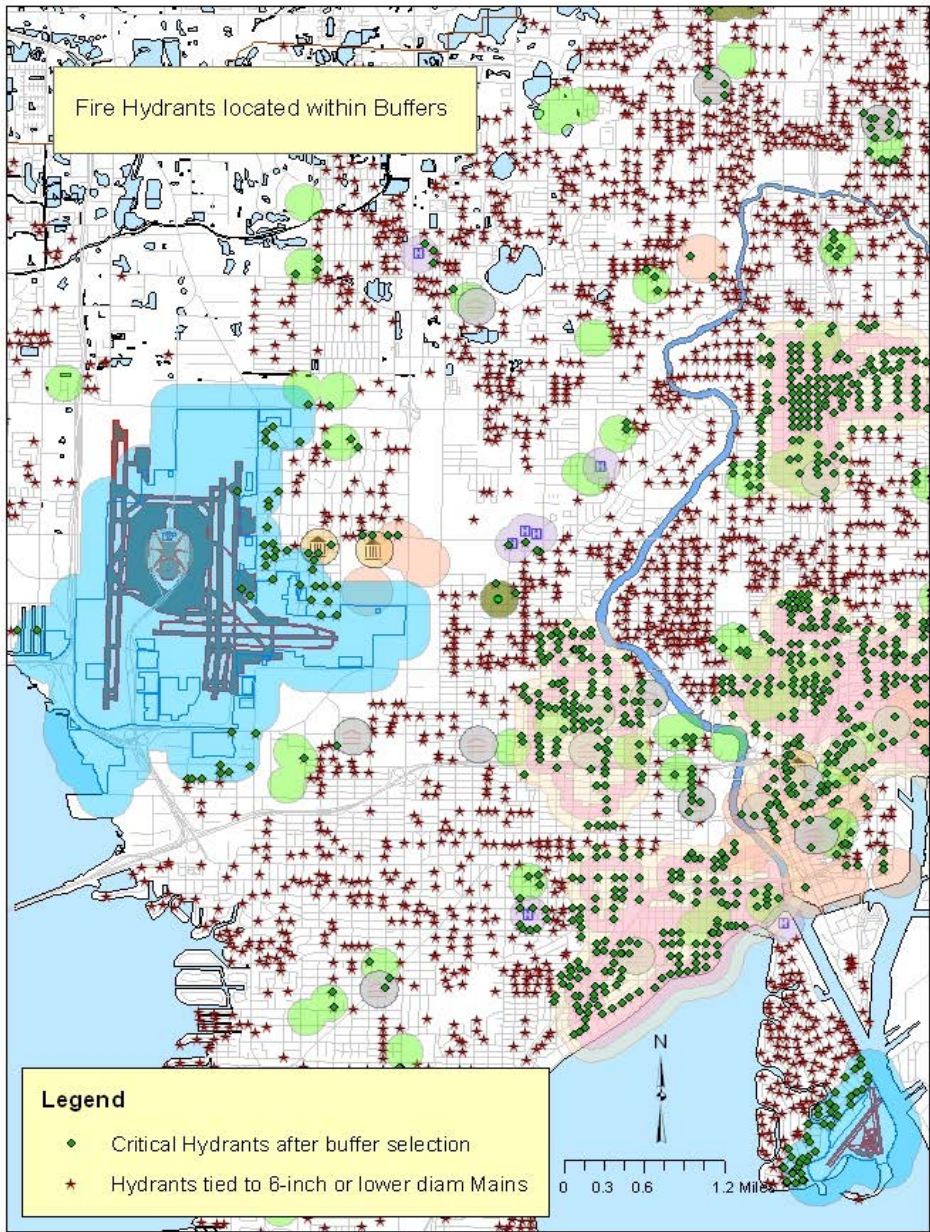 Fire Hydrants located within Buffers
H
H
H H
H
H
N
Legend
Critical Hydrants after buffer selection
Hydrants tied to 6-inch or lower diam Mains
0 0.3 0.6 1.2 Miles